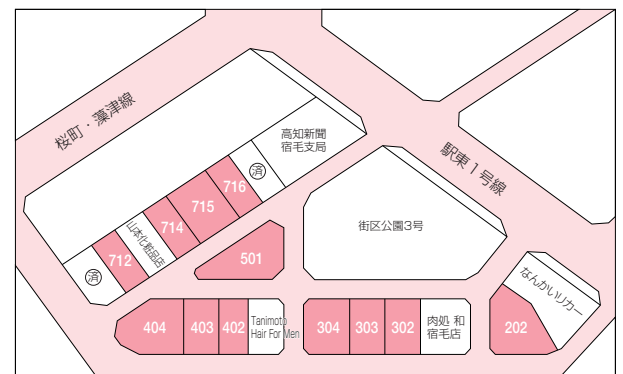 桜町・藻津線
高知新聞
宿毛支局
駅東1号線
済
716
715
714
山本化粧品店
712
済
街区公園3号
501
なんかいリカー
404
403
402
Tanimoto
Hair For Men
304
303
302
肉処 和
宿毛店
202